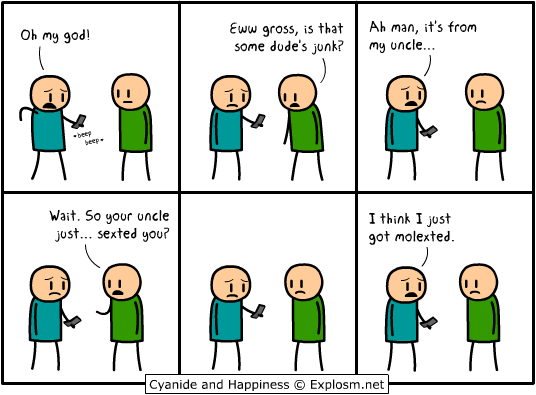 Oh my god!
*beep
beep*
Eww gross, is that
some dude's junk?
Ah man, it's from
my uncle...
Wait. So your uncle
just... sexted you?
I think I just
got molexted.
Cyanide and Happiness © Explosm.net